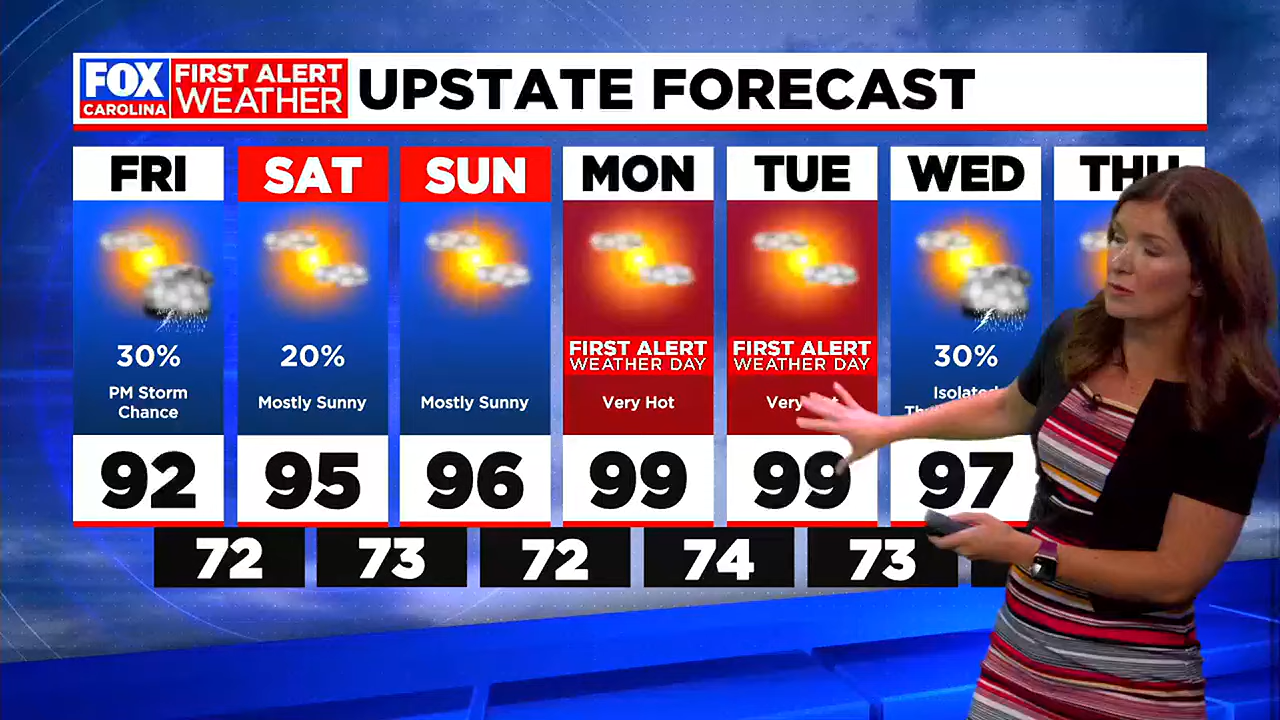 FOX
CAROLINA
FIRST ALERT
WEATHER
UPSTATE FORECAST
FRI
SAT
SUN
MON
TUE
WED
30%
PM Storm
Chance
20%
Mostly Sunny
Mostly Sunny
FIRST ALERT
WEATHER DAY
Very Hot
FIRST ALERT
WEATHER DAY
Very
30%
92
95
96
99
99
97
72
73
72
74
73